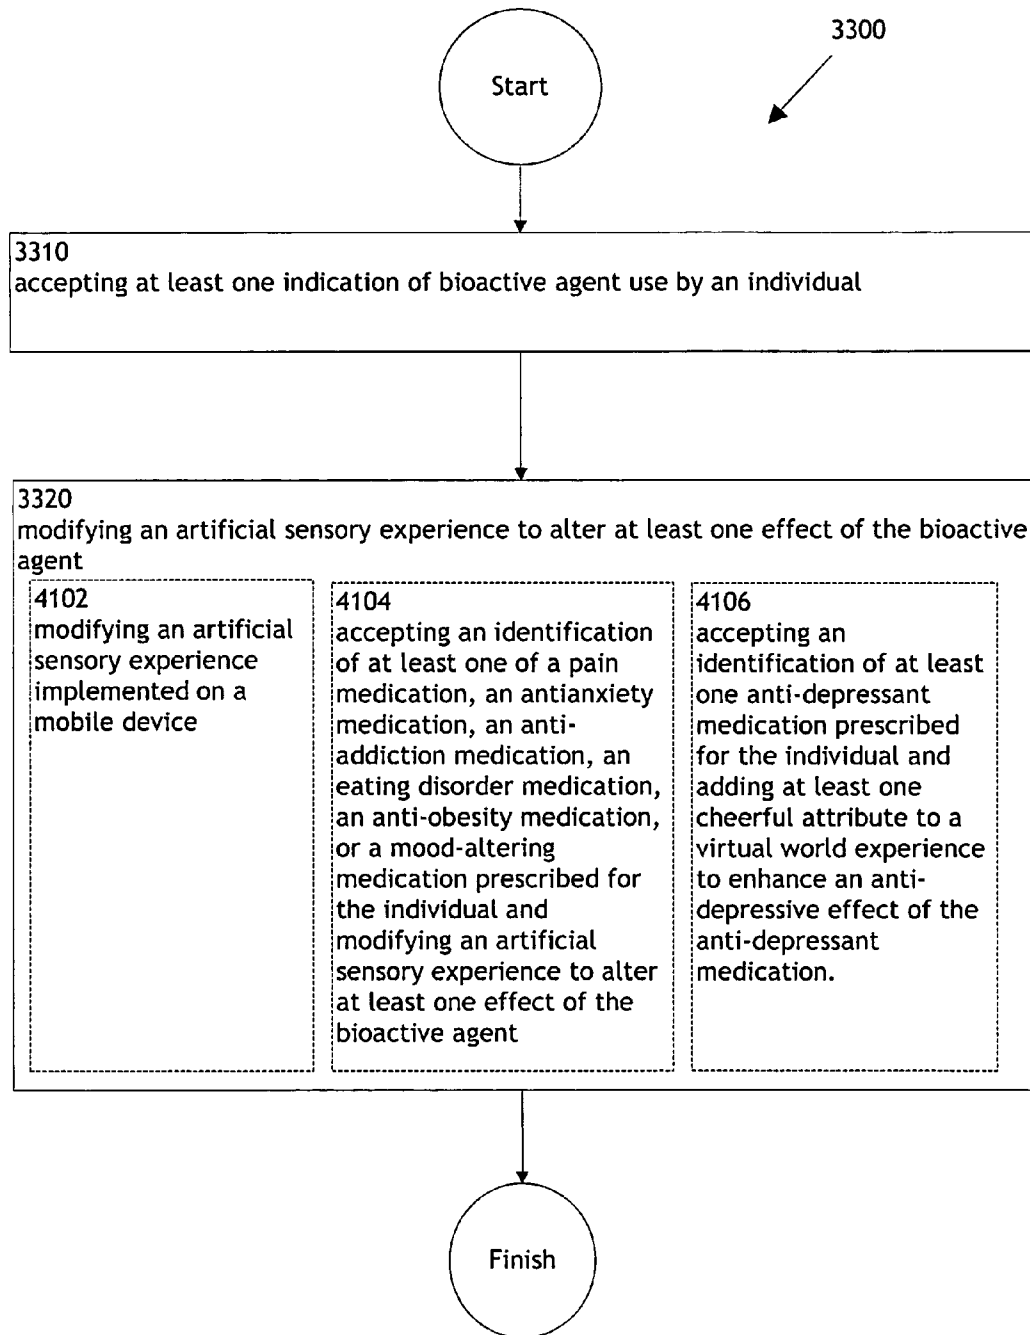 3300
Start
3310
accepting at least one indication of bioactive agent use by an individual
3320
modifying an artificial sensory experience to alter at least one effect of the bioactive
agent
4102
modifying an artificial
sensory experience
implemented on a
mobile device
4104
accepting an identification
of at least one of a pain
medication, an antianxiety
medication, an anti-
addiction medication, an
eating disorder medication,
an anti-obesity medication,
or a mood-altering
medication prescribed for
the individual and
modifying an artificial
sensory experience to alter
at least one effect of the
bioactive agent
4106
accepting an
identification of at least
one anti-depressant
medication prescribed
for the individual and
adding at least one
cheerful attribute to a
virtual world experience
to enhance an anti-
depressive effect of the
anti-depressant
medication.
Finish